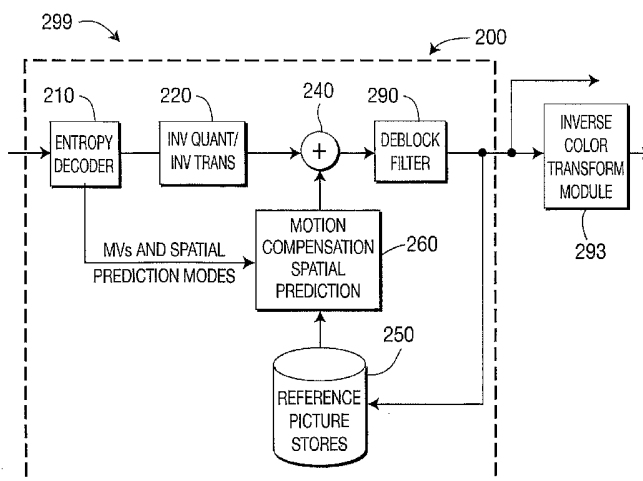 299
200
210
220
240
290
ENTROPY
DECODER
INV QUANT/
INV TRANS
+
DEBLOCK
FILTER
INVERSE
COLOR
TRANSFORM
MODULE
293
MVs AND SPATIAL
PREDICTION MODES
MOTION
COMPENSATION
SPATIAL
PREDICTION
260
250
REFERENCE
PICTURE
STORES